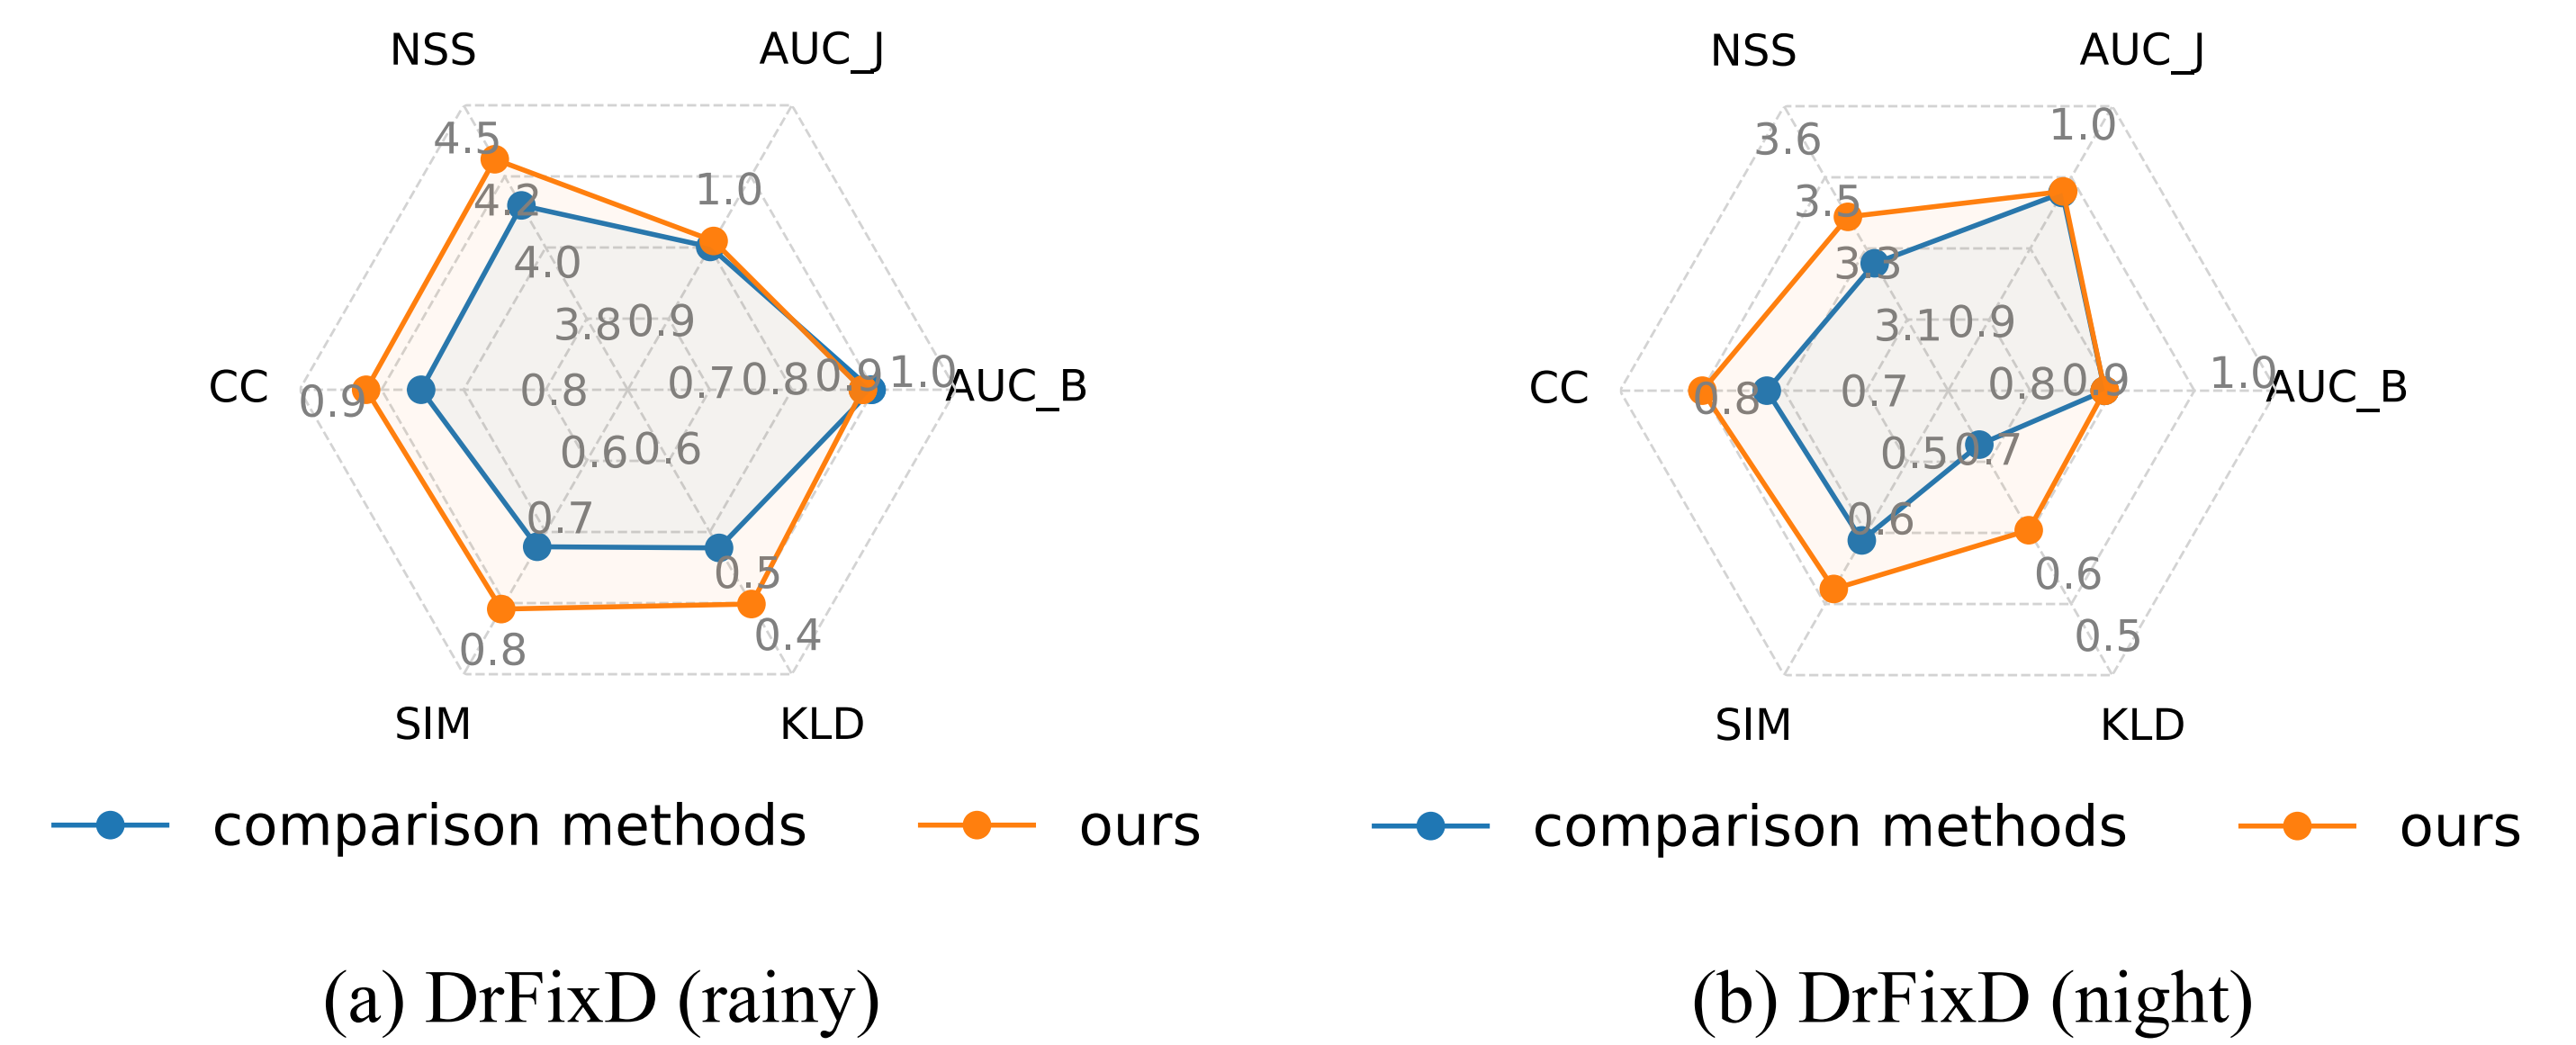 NSS AUC_J
4.5
4.2 1.0
4.0
3.8 0.9
CC 0.9 0.8 0.7 0.8 0.9 1.0 AUC_B
0.6 0.6
0.7
0.5
0.8 0.4
SIM KLD
comparison methods ours
(a) DrFixD (rainy)
NSS AUC_J
3.6 1.0
3.5
3.3
3.1 0.9
CC 0.8 0.7 0.8 0.9 1.0 AUC_B
0.5 0.7
0.6
0.6
0.5
SIM KLD
comparison methods ours
(b) DrFixD (night)